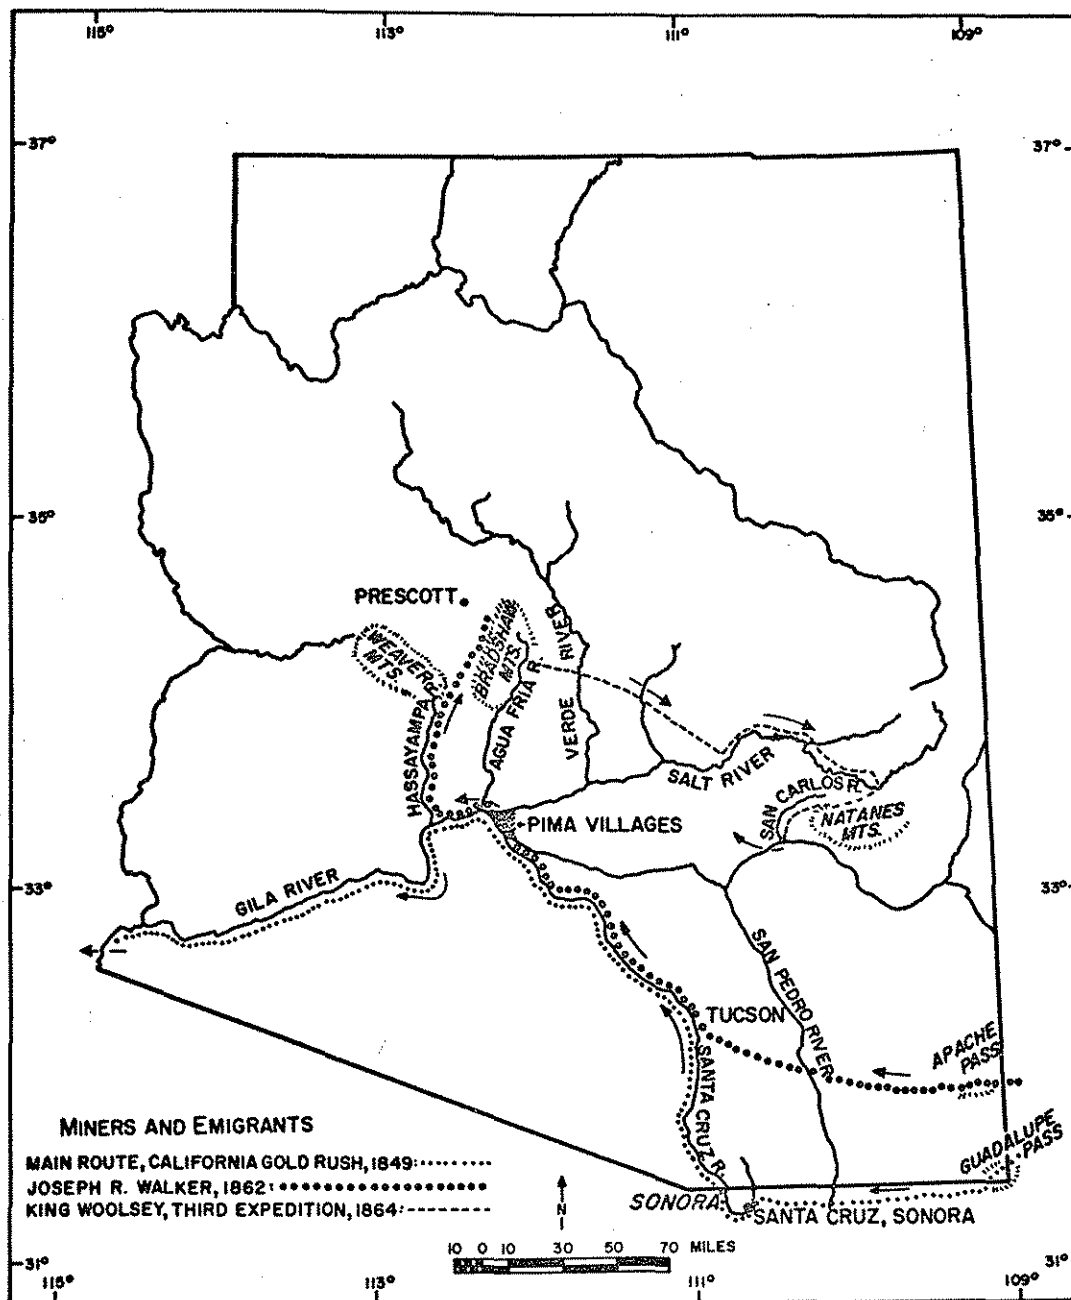 115°
113°
111°
109°
37°
37°
35°
35°
PRESCOTT
WEAVER
MTS.
BRADSHAW
MTS.
HASSAYAMPA R.
AGUA FRIA R.
VERDE RIVER
SALT RIVER
SAN CARLOS R.
NATANES
MTS.
PIMA VILLAGES
33°
33°
GILA RIVER
SAN PEDRO RIVER
TUCSON
SANTA CRUZ R.
APACHE
PASS
GUADALUPE
PASS
MINERS AND EMIGRANTS
MAIN ROUTE, CALIFORNIA GOLD RUSH, 1849:
JOSEPH R. WALKER, 1862:
KING WOOLSEY, THIRD EXPEDITION, 1864:
SONORA
SANTA CRUZ, SONORA
N
10 0 10 30 50 70 MILES
31°
31°
115°
113°
111°
109°